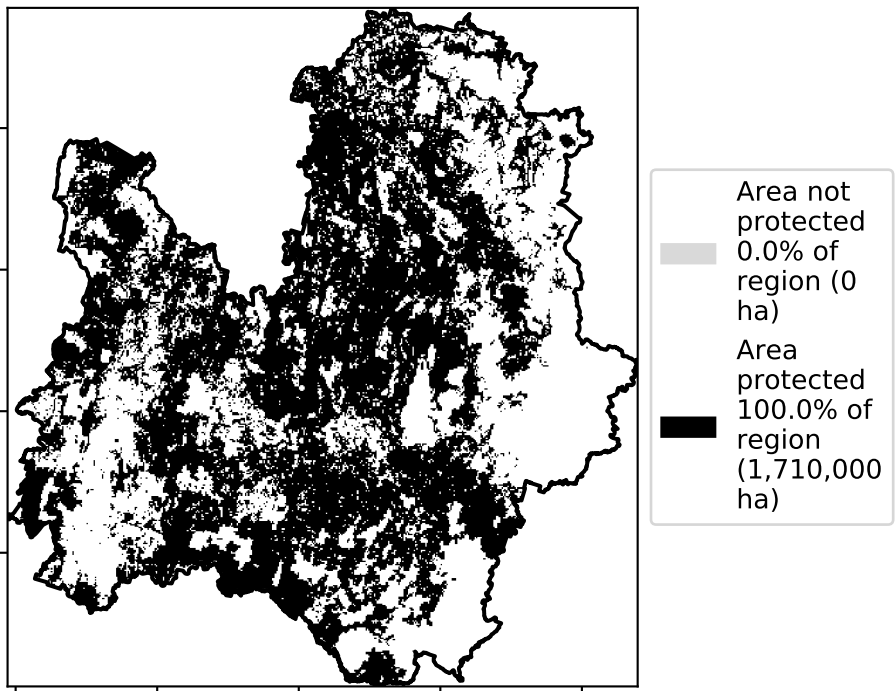 Area not
protected
0.0% of
region (0
ha)
Area
protected
100.0% of
region
(1,710,000
ha)